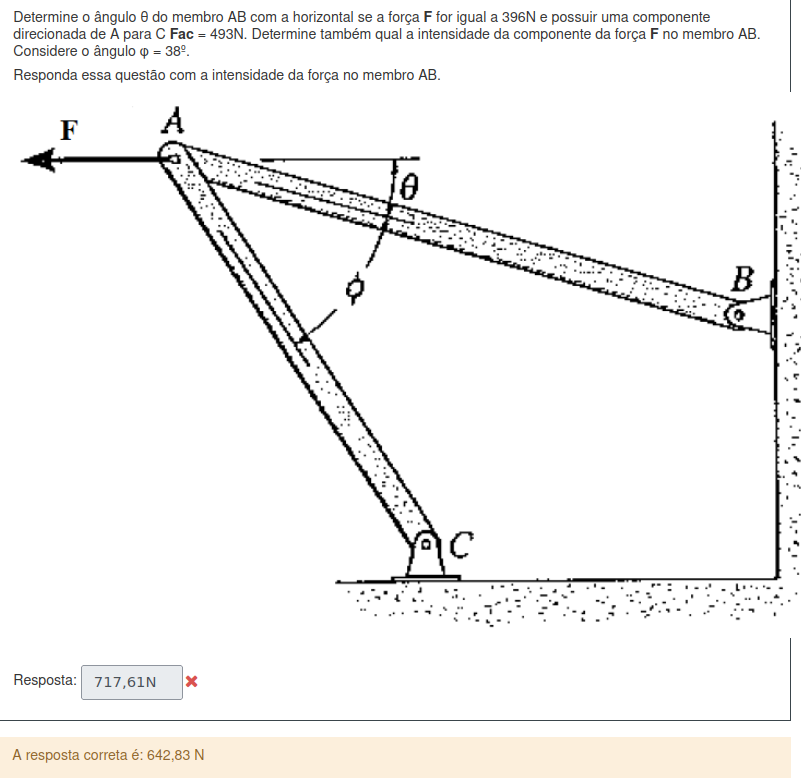 Determine o ângulo θ do membro AB com a horizontal se a força F for igual a 396N e possuir uma componente
direcionada de A para C Fac = 493N. Determine também qual a intensidade da componente da força F no membro AB.
Considere o ângulo φ = 38º.
Responda essa questão com a intensidade da força no membro AB.
A
F
θ
B
ϕ
C
Resposta: 717,61N
A resposta correta é: 642,83 N